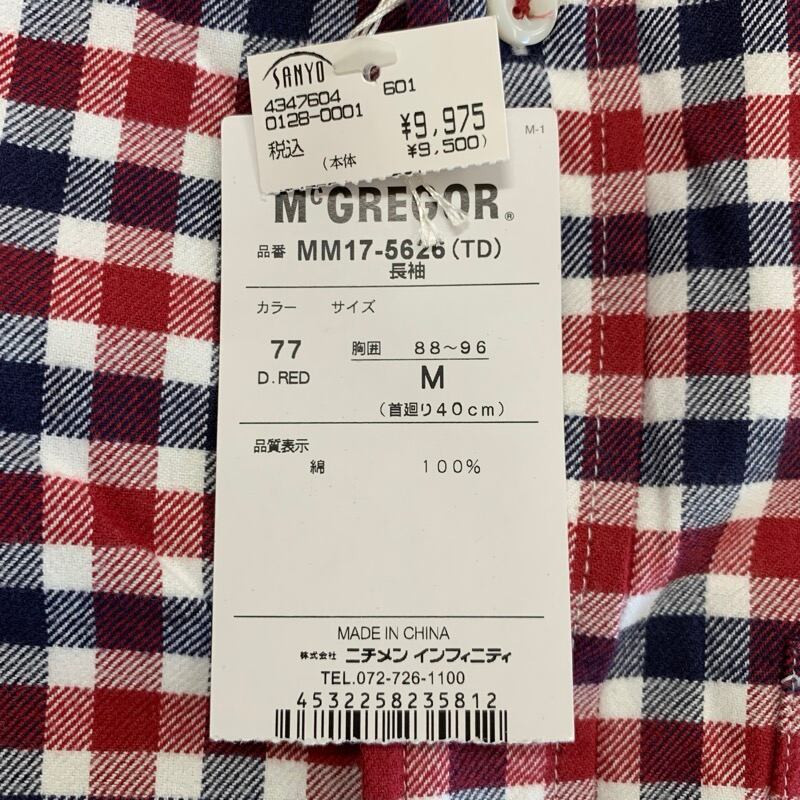 SANYO
4347604 601
0128-0001 ¥9,975
税込 (本体 ¥9,500)
M-1
McGREGOR®
品番 MM17-5626(TD)
長袖
カラー サイズ
77 胸囲 88~96
D.RED M
(首廻り40cm)
品質表示
綿 100%
MADE IN CHINA
株式会社 ニチメン インフィニティ
TEL.072-726-1100
4532258235812